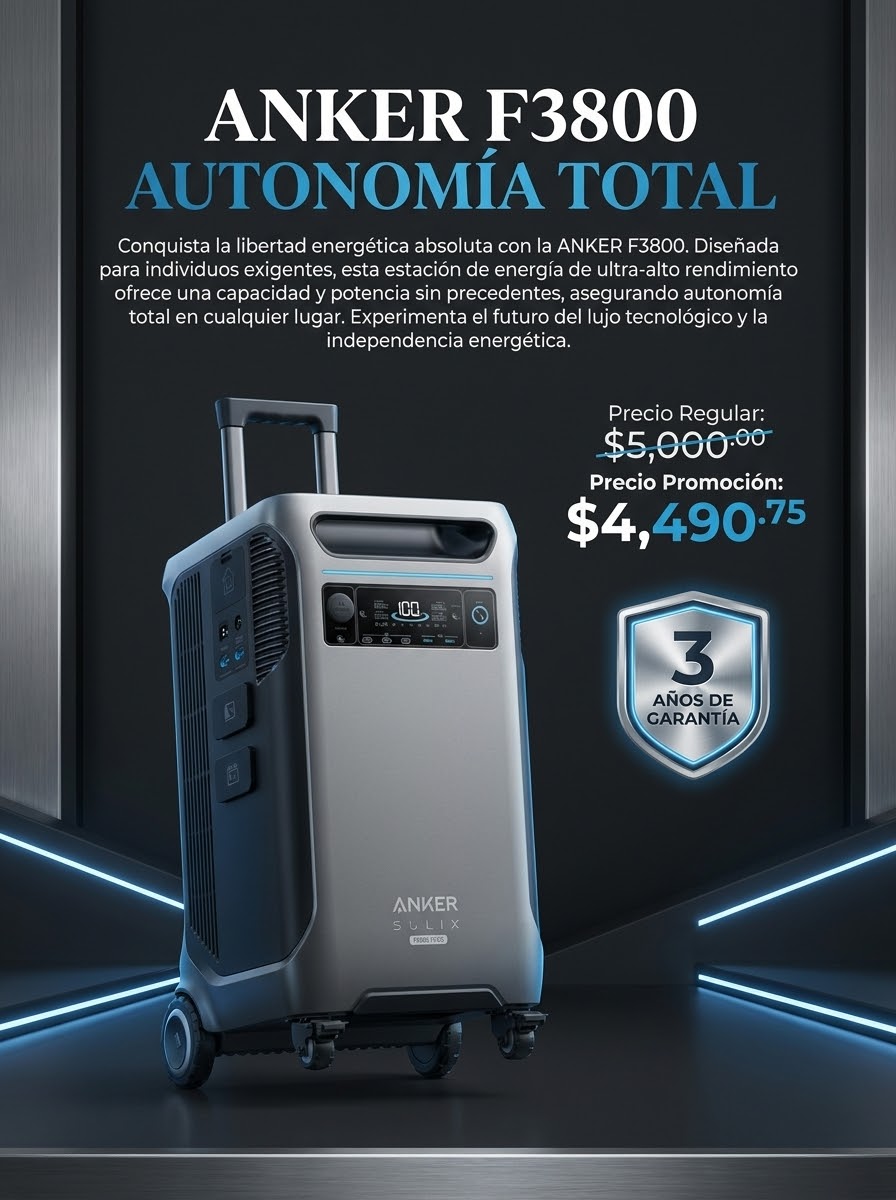 ANKER F3800
AUTONOMÍA TOTAL
Conquista la libertad energética absoluta con la ANKER F3800. Diseñada
para individuos exigentes, esta estación de energía de ultra-alto rendimiento
ofrece una capacidad y potencia sin precedentes, asegurando autonomía
total en cualquier lugar. Experimenta el futuro del lujo tecnológico y la
independencia energética.
Precio Regular:
$5,000.00
Precio Promoción:
$4,490.75
100
3
AÑOS DE
GARANTÍA
ANKER
SOLIX